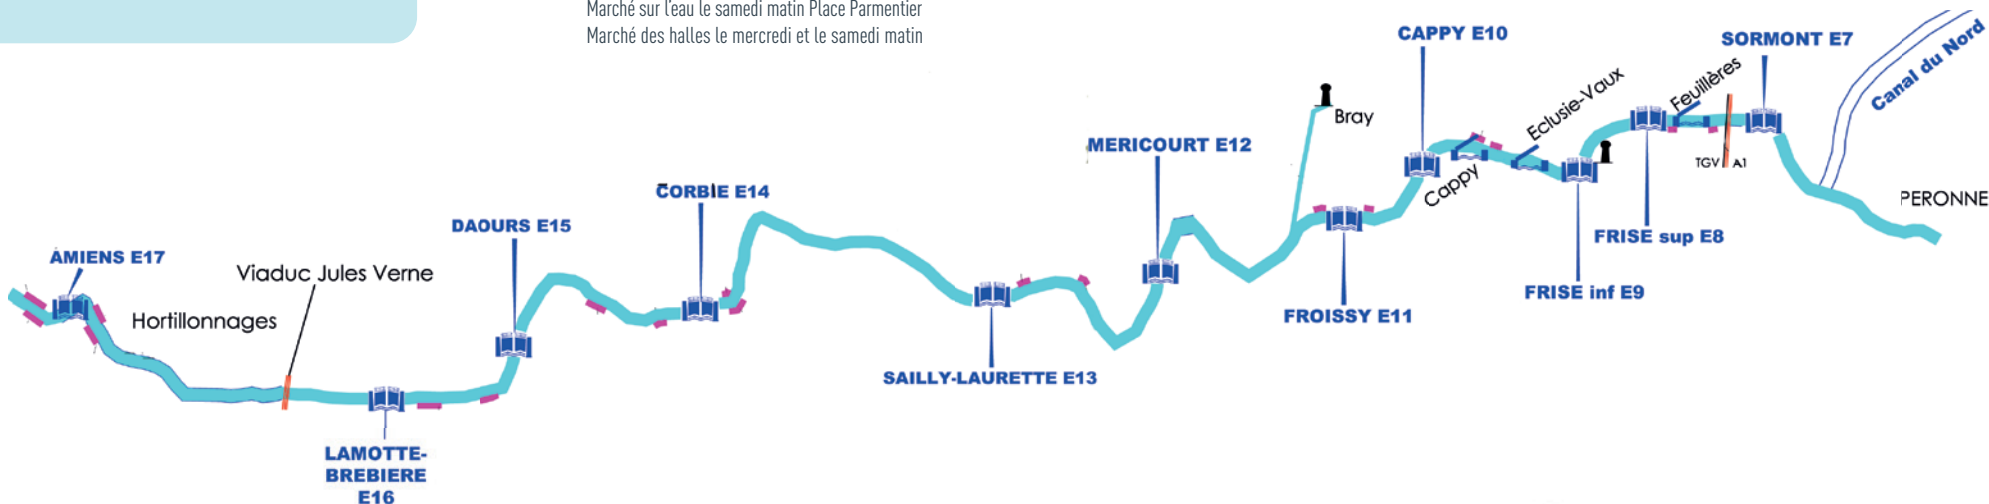 Marché sur l'eau le samedi matin Place Parmentier
Marché des halles le mercredi et le samedi matin
CAPPY E10
SORMONT E7
Canal du Nord
Feuillères
Eclusie-Vaux
Bray
MERICOURT E12
TGV
A1
Cappy
CORBIE E14
PERONNE
DAOURS E15
FRISE sup E8
AMIENS E17
Viaduc Jules Verne
FRISE inf E9
Hortillonnages
FROISSY E11
SAILLY-LAURETTE E13
LAMOTTE-
BREBIERE
E16